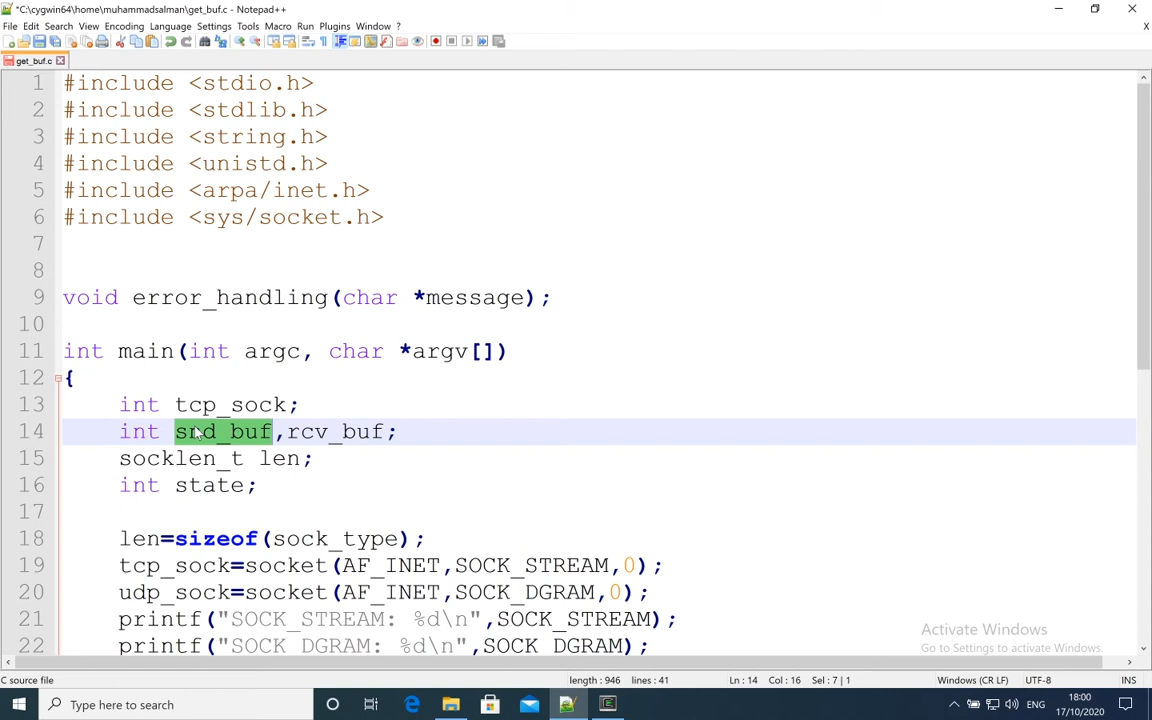 *C:\cygwin64\home\muhammadsalman\get_buf.c - Notepad++
File Edit Search View Encoding Language Settings Tools Macro Run Plugins Window ? X
get_buf.c
1 #include <stdio.h>
2 #include <stdlib.h>
3 #include <string.h>
4 #include <unistd.h>
5 #include <arpa/inet.h>
6 #include <sys/socket.h>
7
8
9 void error_handling(char *message);
10
11 int main(int argc, char *argv[])
12 {
13 int tcp_sock;
14 int snd_buf,rcv_buf;
15 socklen_t len;
16 int state;
17
18 len=sizeof(sock_type);
19 tcp_sock=socket(AF_INET,SOCK_STREAM,0);
20 udp_sock=socket(AF_INET,SOCK_DGRAM,0);
21 printf("SOCK_STREAM: %d\n",SOCK_STREAM);
22 printf("SOCK_DGRAM: %d\n",SOCK_DGRAM);
Activate Windows
Go to Settings to activate Windows.
C source file length : 946 lines : 41 Ln : 14 Col : 16 Sel : 7 | 1 Windows (CR LF) UTF-8 INS
Type here to search ENG 18:00
17/10/2020